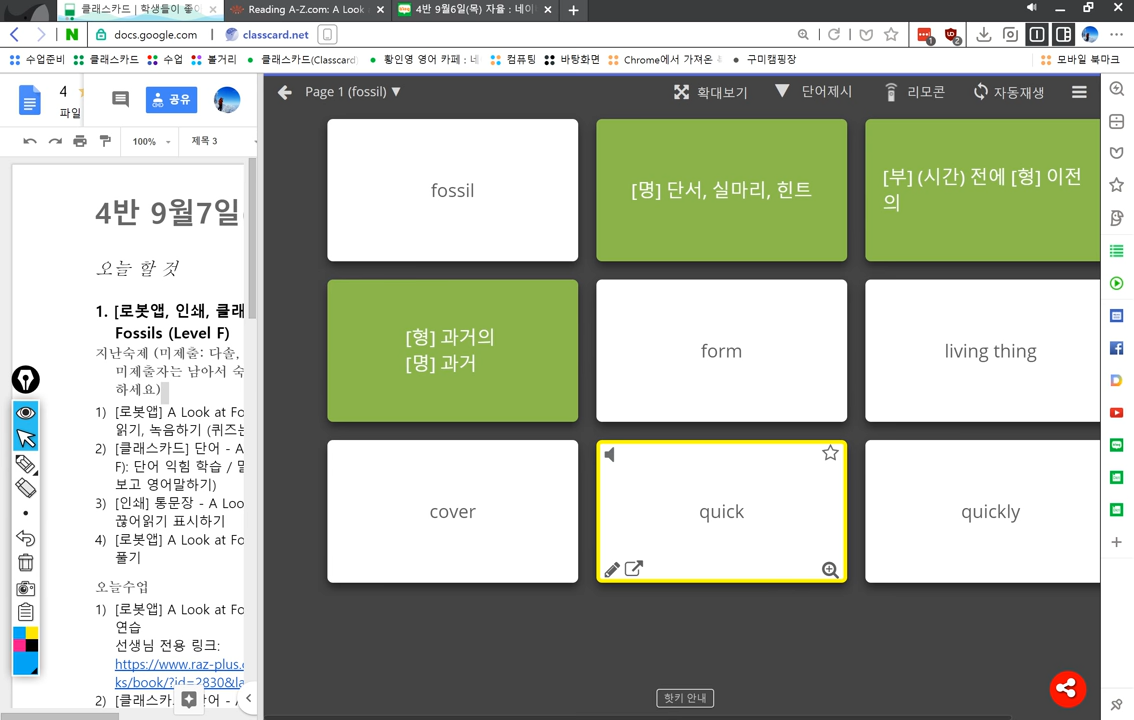 클래스카드 | 학생들이 좋아
Reading A-Z.com: A Look
4반 9월6일(목) 자율 : 네이
docs.google.com
classcard.net
수업준비
클래스카드
수업
볼거리
클래스카드(Classcard)
황인영 영어 카페 : 네
컴퓨팅
바탕화면
Chrome에서 가져온
구미캠핑장
모바일 북마크
4
파일
공유
100%
제목 3
4반 9월7일(
오늘 할 것
1. [로봇앱, 인쇄, 클래
Fossils (Level F)
지난숙제 (미제출: 다솔,
미제출자는 남아서 숙
하세요)
1) [로봇앱] A Look at Fo
읽기, 녹음하기 (퀴즈는
2) [클래스카드] 단어 - A
F): 단어 익힘 학습 / 밑
보고 영어말하기)
3) [인쇄] 통문장 - A Loo
끊어읽기 표시하기
4) [로봇앱] A Look at Fo
풀기
오늘수업
1) [로봇앱] A Look at Fo
연습
선생님 전용 링크:
https://www.raz-plus.c
ks/book/?id=2830&la
2) [클래스카드] 단어 - A
Page 1 (fossil) ▼
확대보기
단어제시
리모콘
자동재생
fossil
[명] 단서, 실마리, 힌트
[부] (시간) 전에 [형] 이전
의
[형] 과거의
[명] 과거
form
living thing
cover
quick
quickly
핫키 안내